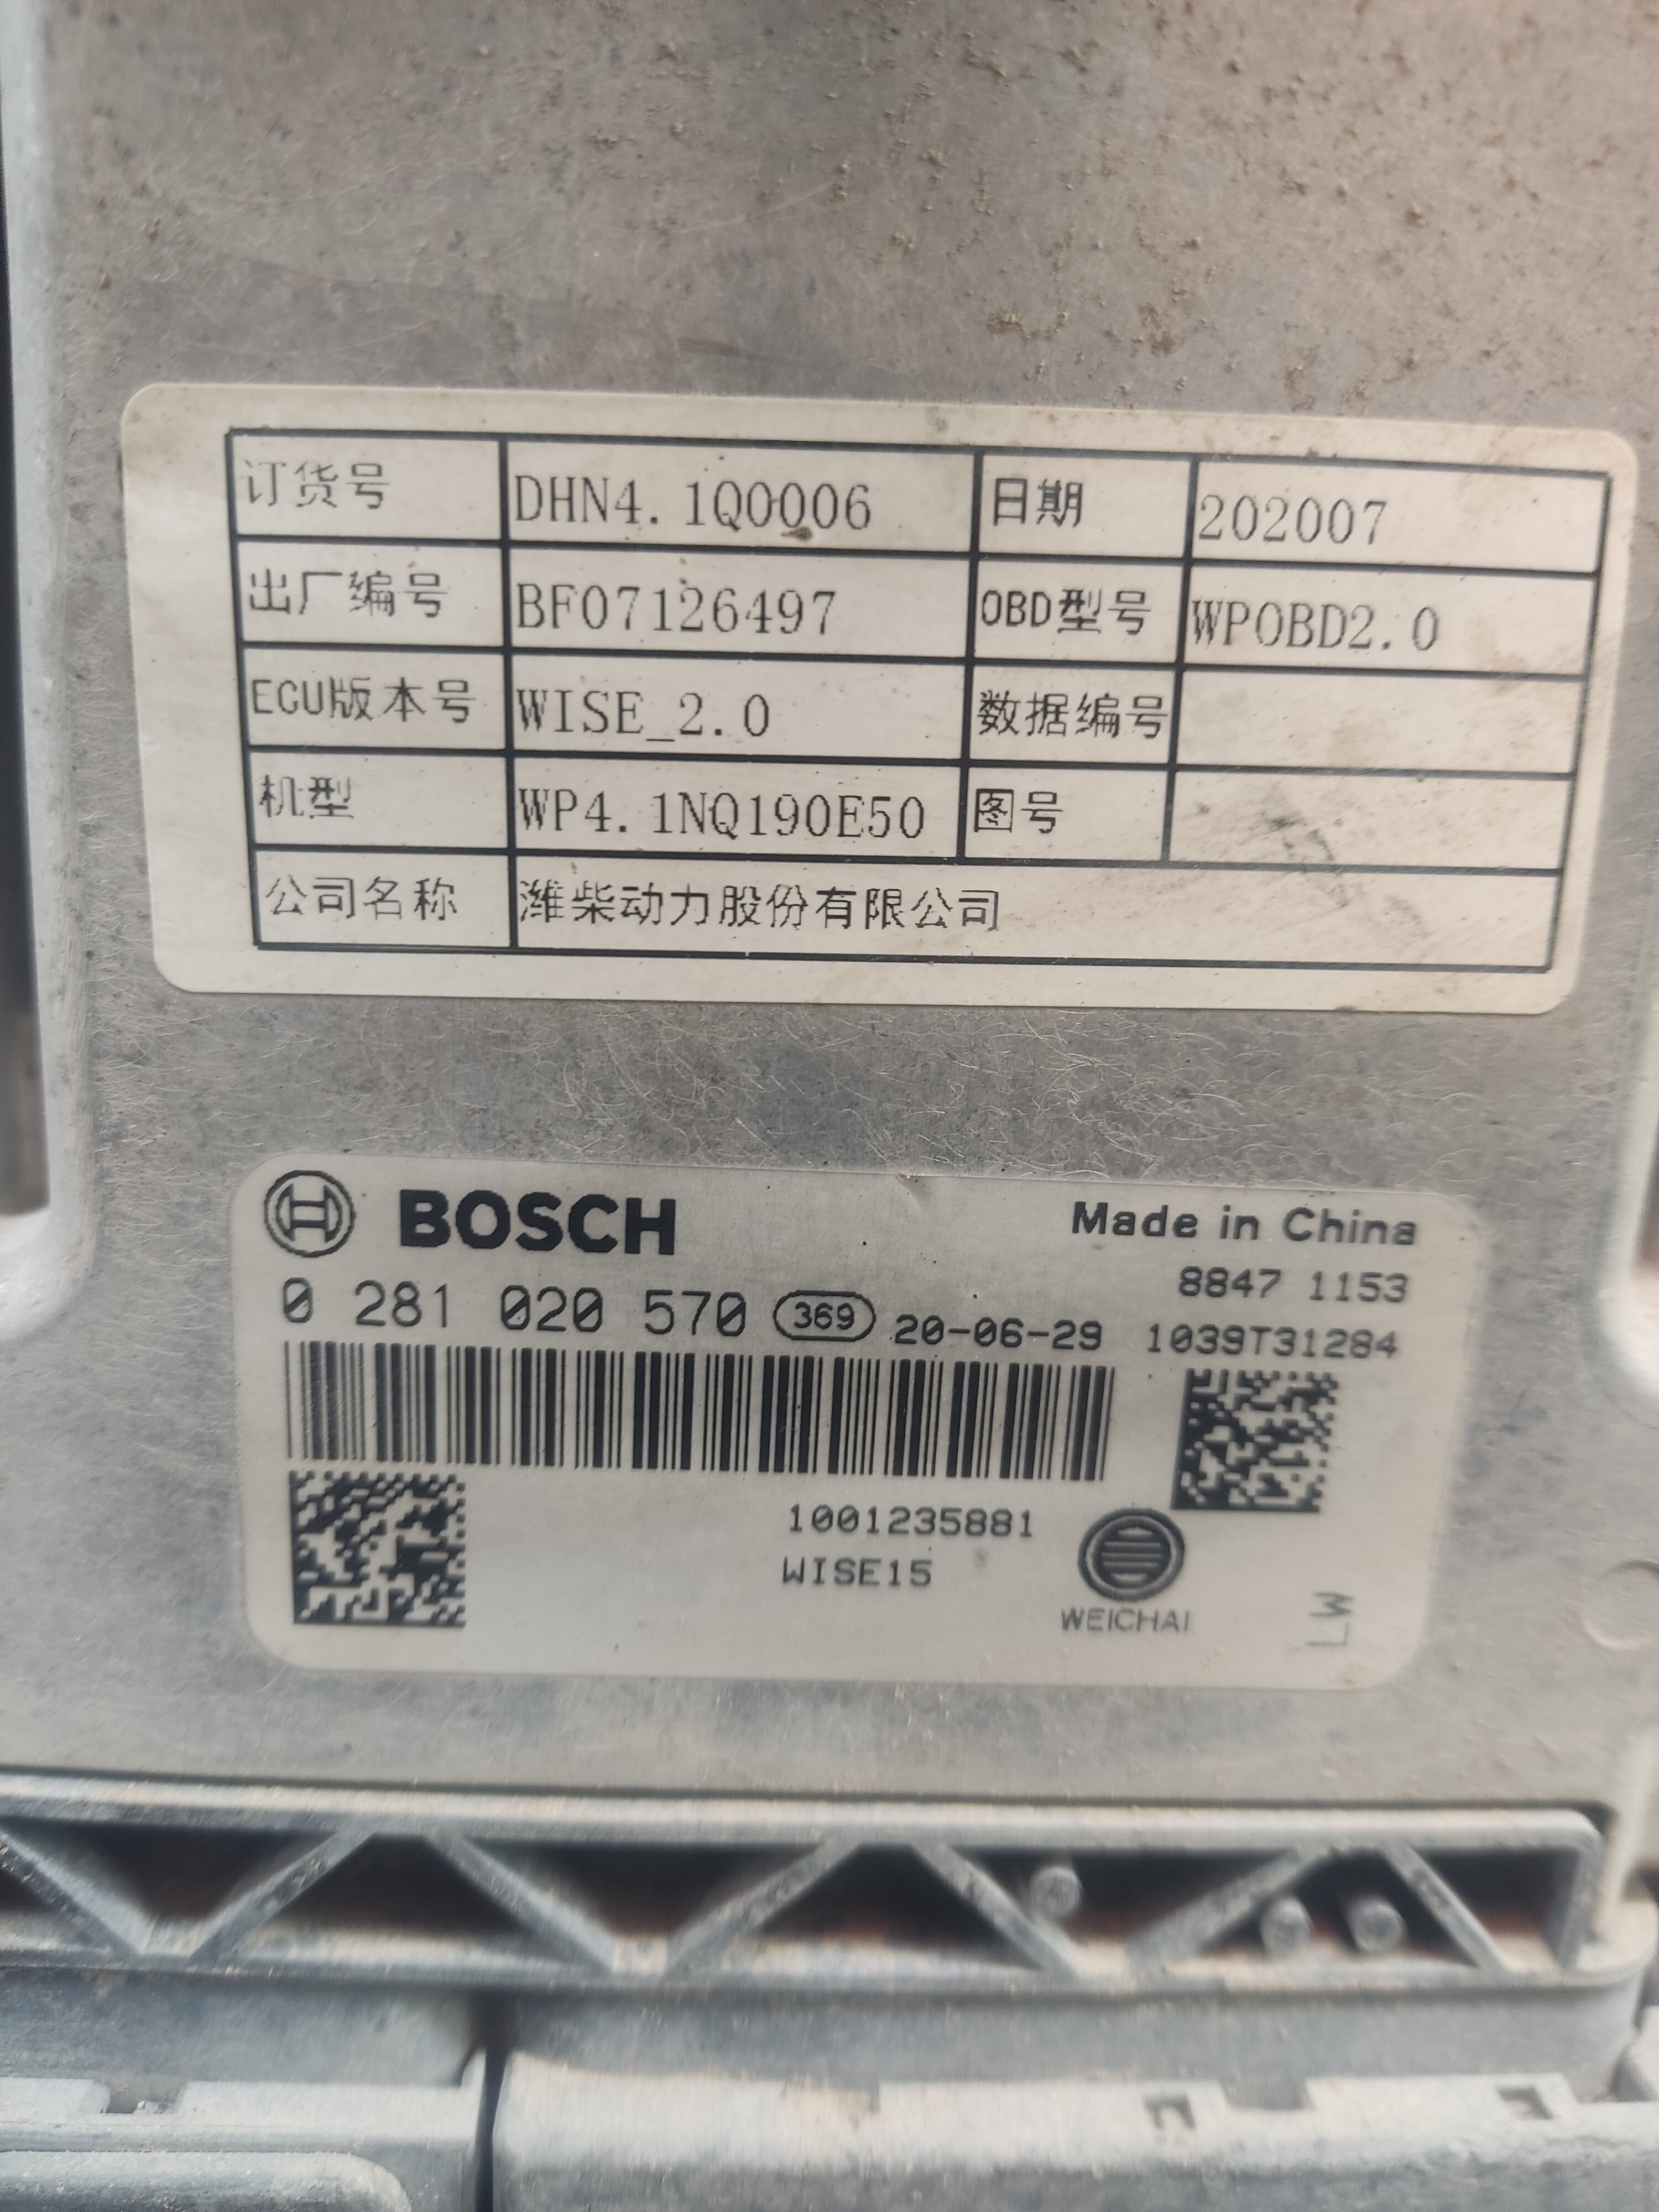 订货号 DHN4.1Q0006 日期 202007
出厂编号 BF07126497 OBD型号 WPOBD2.0
ECU版本号 WISE_2.0 数据编号
机型 WP4.1NQ190E50 图号
公司名称 潍柴动力股份有限公司
BOSCH Made in China
8847 1153
0 281 020 570 369 20-06-29 1039T31284
1001235881
WISE15
WEICHAI
LM